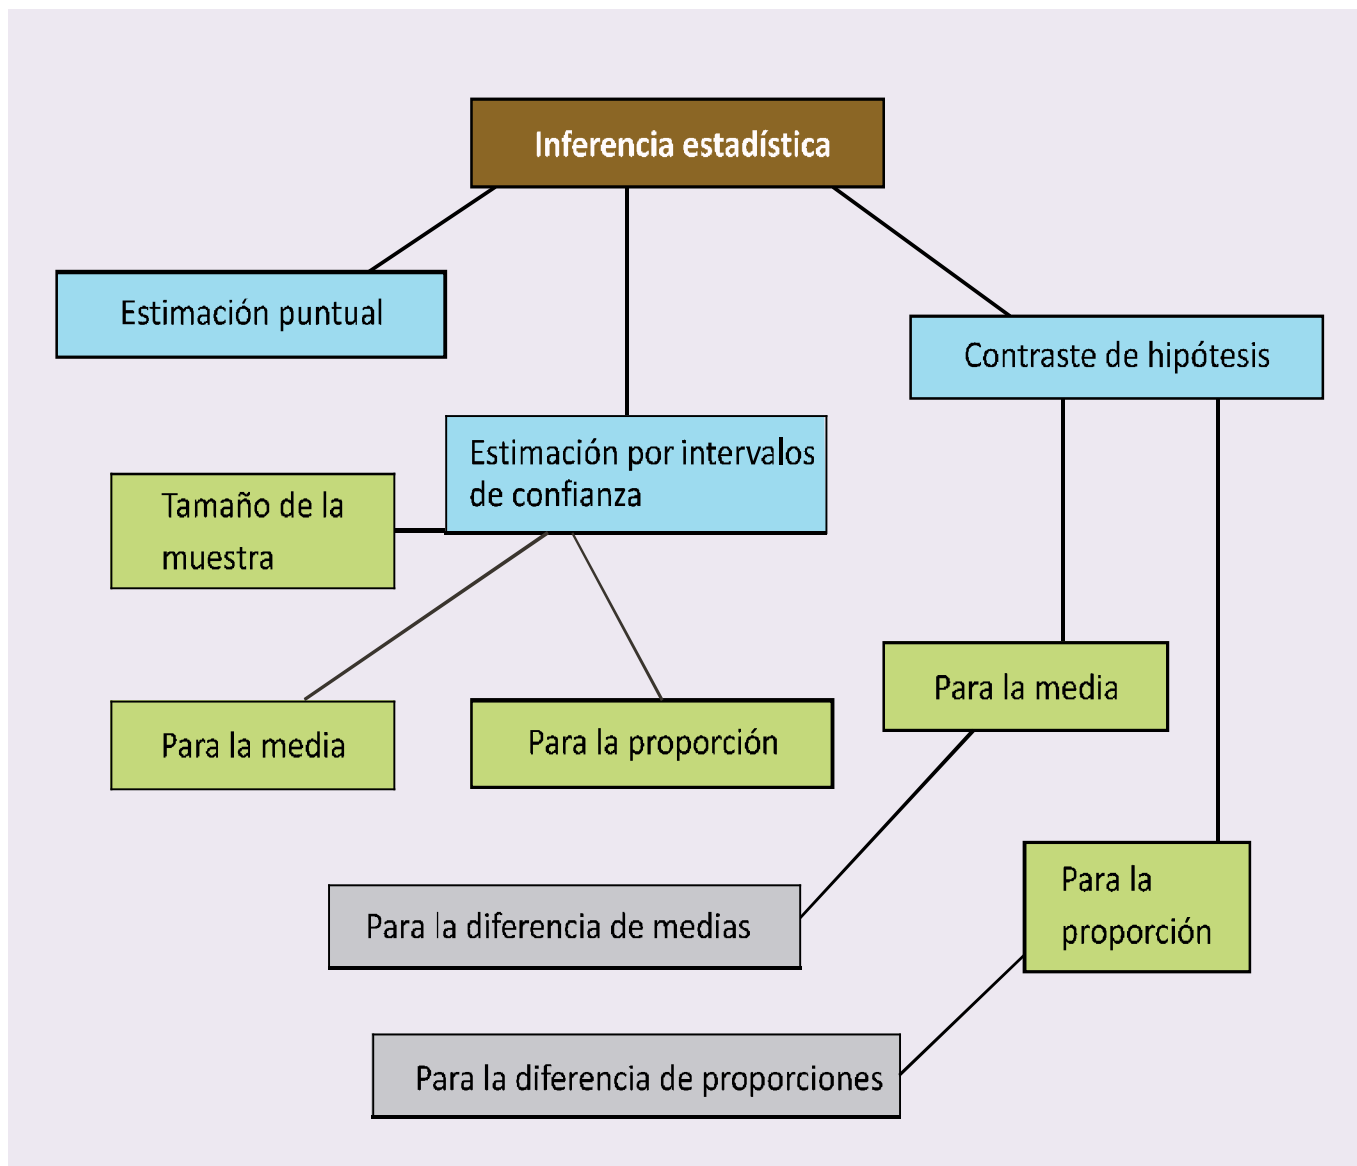 Inferencia estadística
Estimación puntual
Contraste de hipótesis
Estimación por intervalos
de confianza
Tamaño de la
muestra
Para la media
Para la media
Para la proporción
Para la
proporción
Para la diferencia de medias
Para la diferencia de proporciones